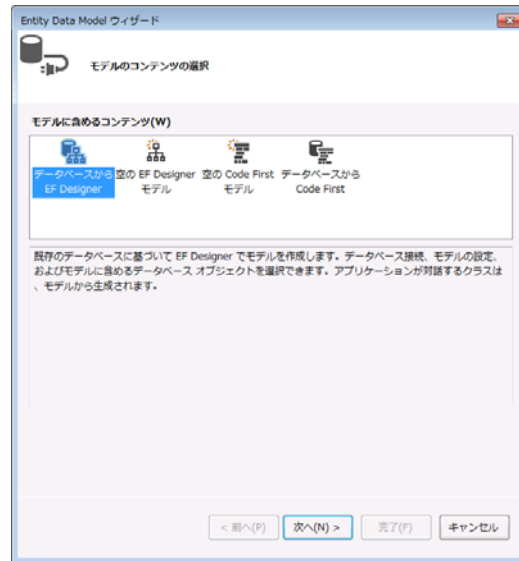 Entity Data Model ウィザード
モデルのコンテンツの選択
モデルに含めるコンテンツ(W)
データベースから EF Designer
空の EF Designer モデル
空の Code First モデル
データベースから Code First
既存のデータベースに基づいて EF Designer でモデルを作成します。データベース接続、モデルの設定、
およびモデルに含めるデータベース オブジェクトを選択できます。アプリケーションが対話するクラスは
、モデルから生成されます。
< 前へ(P)
次へ(N) >
完了(F)
キャンセル